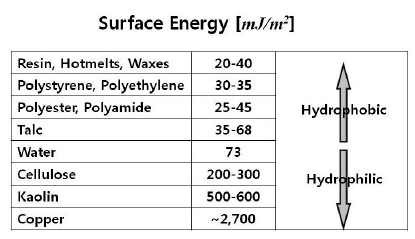 Surface Energy [mJ/m²]
Resin, Hotmelts, Waxes 20-40
Polystyrene, Polyethylene 30-35
Polyester, Polyamide 25-45
Hydrophobic
Talc 35-68
Water 73
Cellulose 200-300
Hydrophilic
Kaolin 500-600
Copper ~2,700